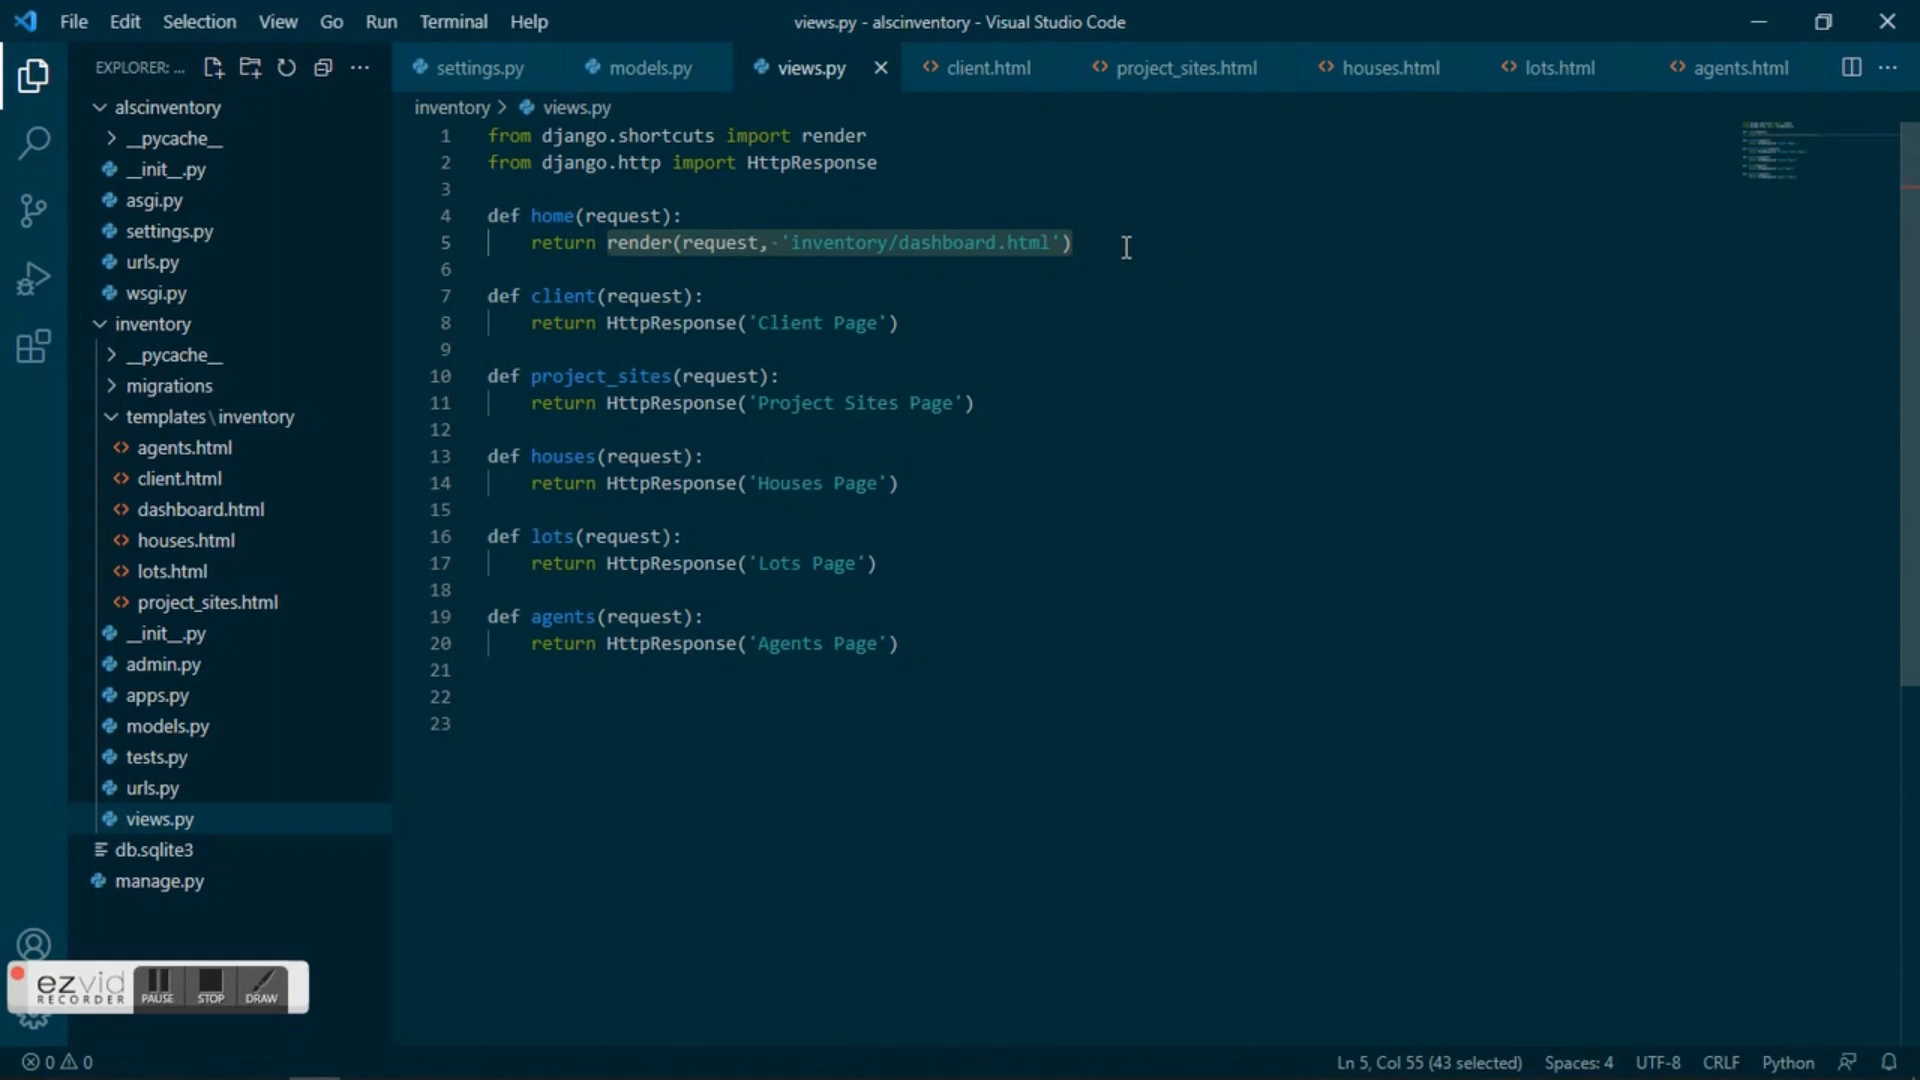 File Edit Selection View Go Run Terminal Help
views.py - alscinventory - Visual Studio Code
EXPLORER: ...
settings.py models.py views.py client.html project_sites.html houses.html lots.html agents.html
alscinventory
__pycache__
__init__.py
asgi.py
settings.py
urls.py
wsgi.py
inventory
__pycache__
migrations
templates\inventory
agents.html
client.html
dashboard.html
houses.html
lots.html
project_sites.html
__init__.py
admin.py
apps.py
models.py
tests.py
urls.py
views.py
db.sqlite3
manage.py
inventory > views.py
1 from django.shortcuts import render
2 from django.http import HttpResponse
3
4 def home(request):
5 return render(request, 'inventory/dashboard.html')
6
7 def client(request):
8 return HttpResponse('Client Page')
9
10 def project_sites(request):
11 return HttpResponse('Project Sites Page')
12
13 def houses(request):
14 return HttpResponse('Houses Page')
15
16 def lots(request):
17 return HttpResponse('Lots Page')
18
19 def agents(request):
20 return HttpResponse('Agents Page')
21
22
23
ezvid
RECORDER
PAUSE STOP DRAW
0 0
Ln 5, Col 55 (43 selected) Spaces: 4 UTF-8 CRLF Python